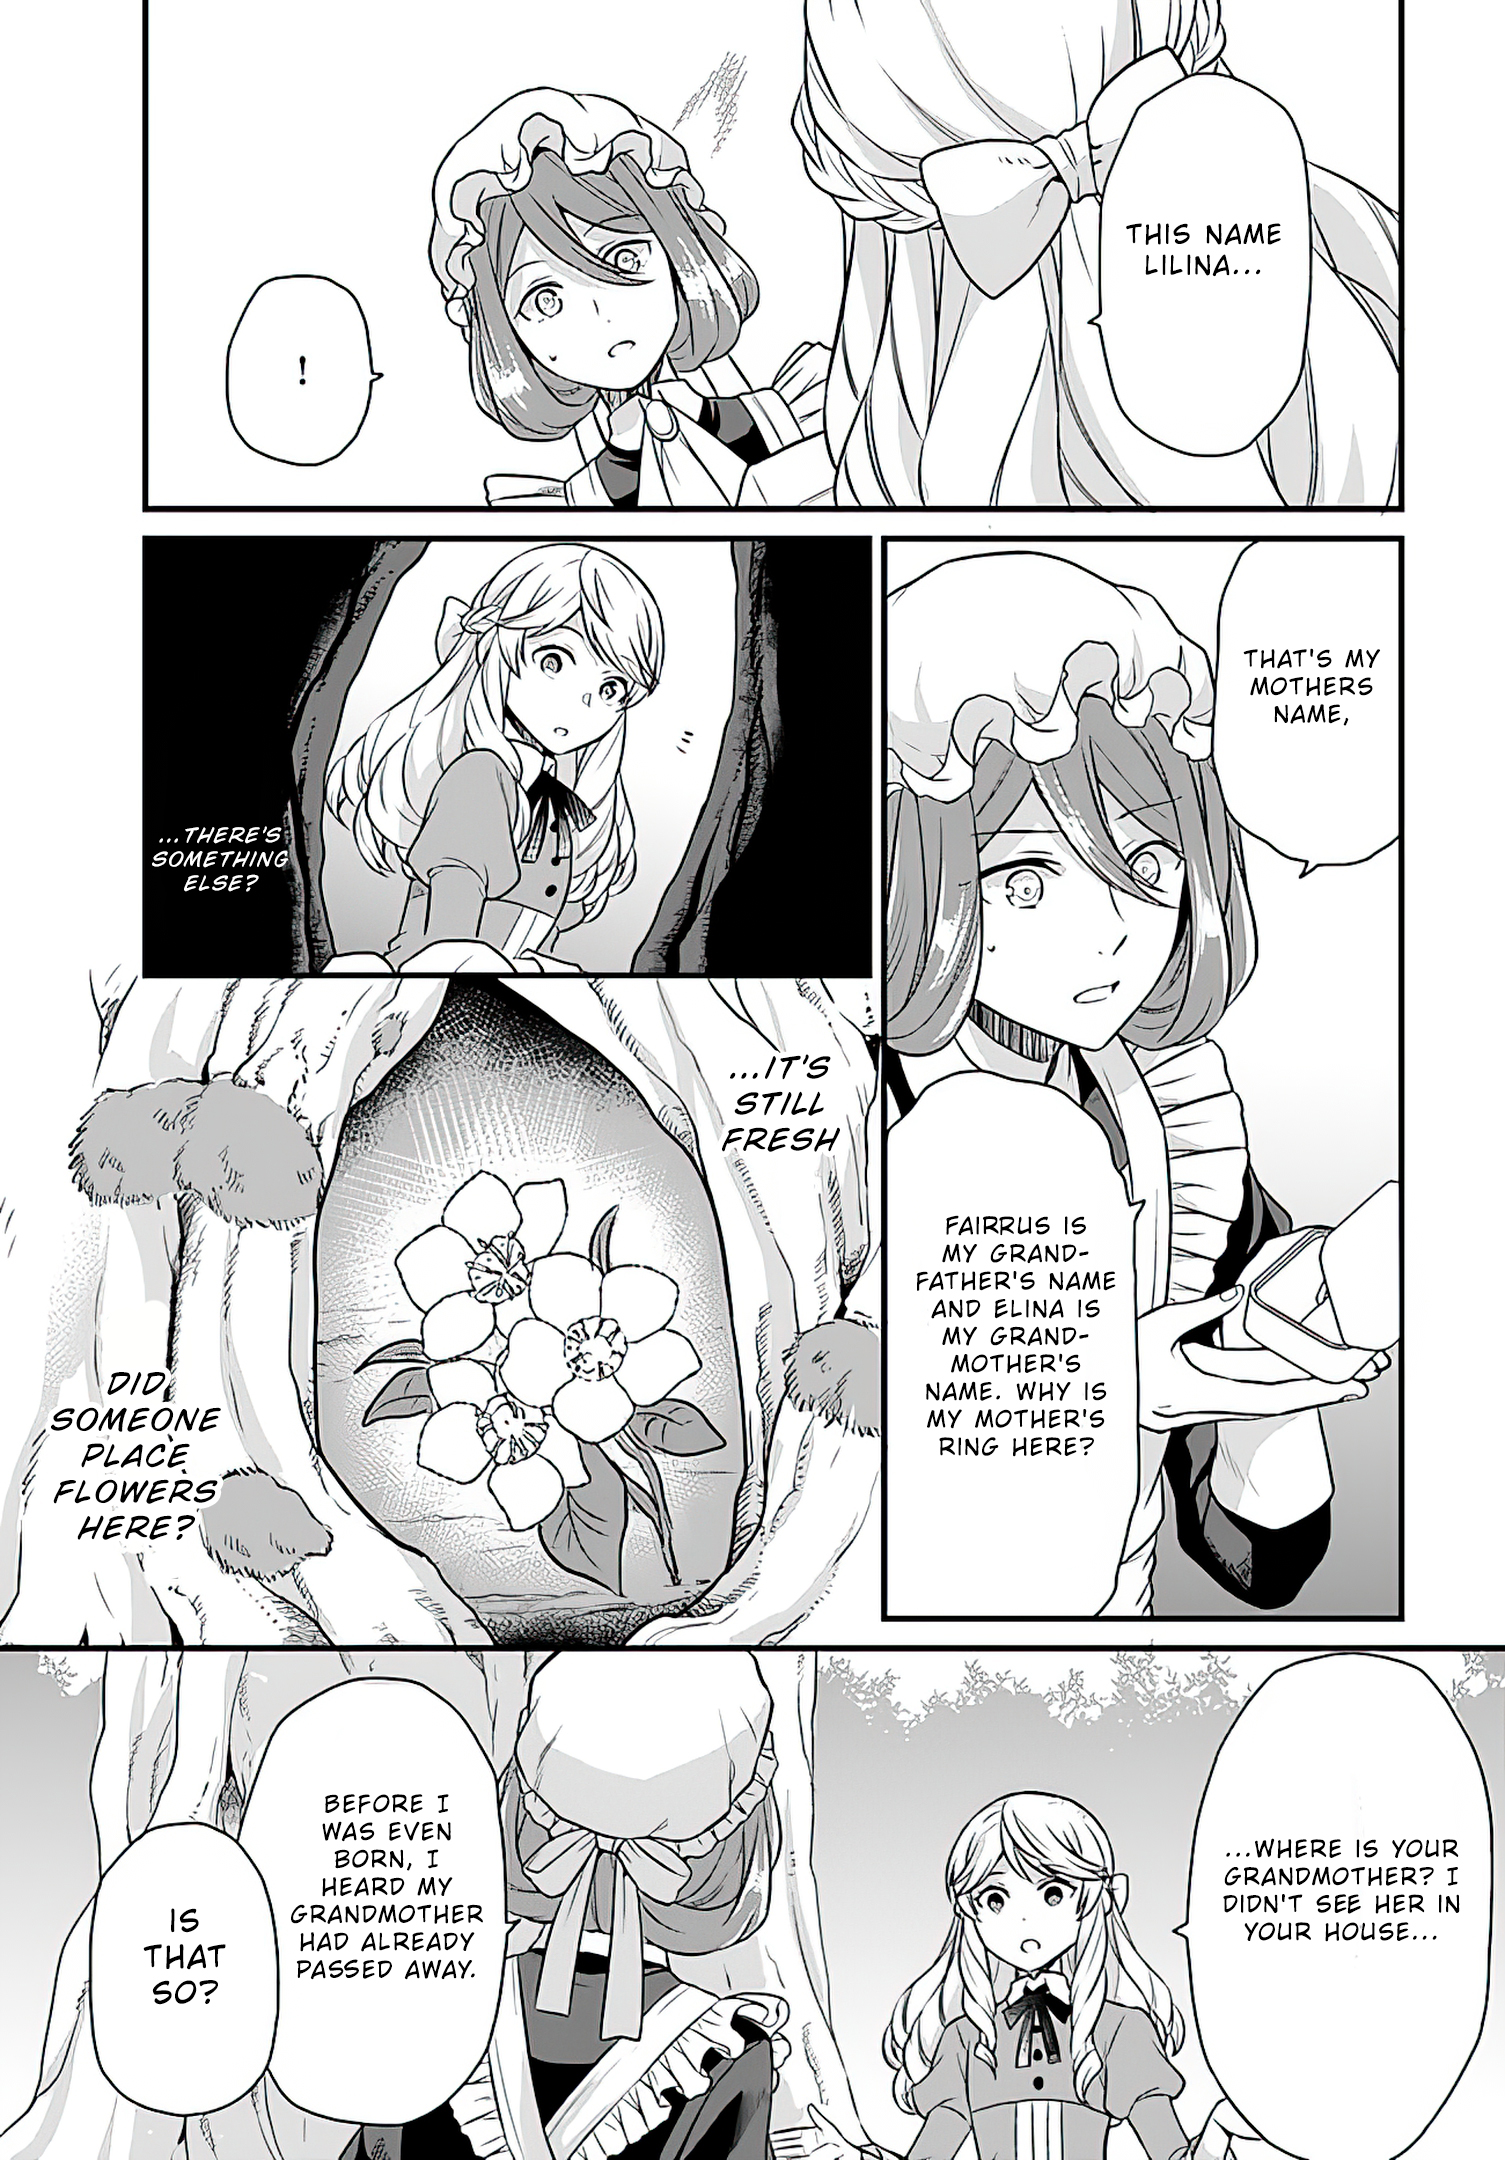 THIS NAME
LILINA...
!
THAT'S MY
MOTHERS
NAME,
FAIRRUS IS
MY GRAND-
FATHER'S NAME
AND ELINA IS
MY GRAND-
MOTHER'S
NAME. WHY IS
MY MOTHER'S
RING HERE?
...THERE'S
SOMETHING
ELSE?
...IT'S
STILL
FRESH
DID
SOMEONE
PLACE
FLOWERS
HERE?
...WHERE IS YOUR
GRANDMOTHER? I
DIDN'T SEE HER IN
YOUR HOUSE...
BEFORE I
WAS EVEN
BORN, I
HEARD MY
GRANDMOTHER
HAD ALREADY
PASSED AWAY.
IS
THAT
SO?